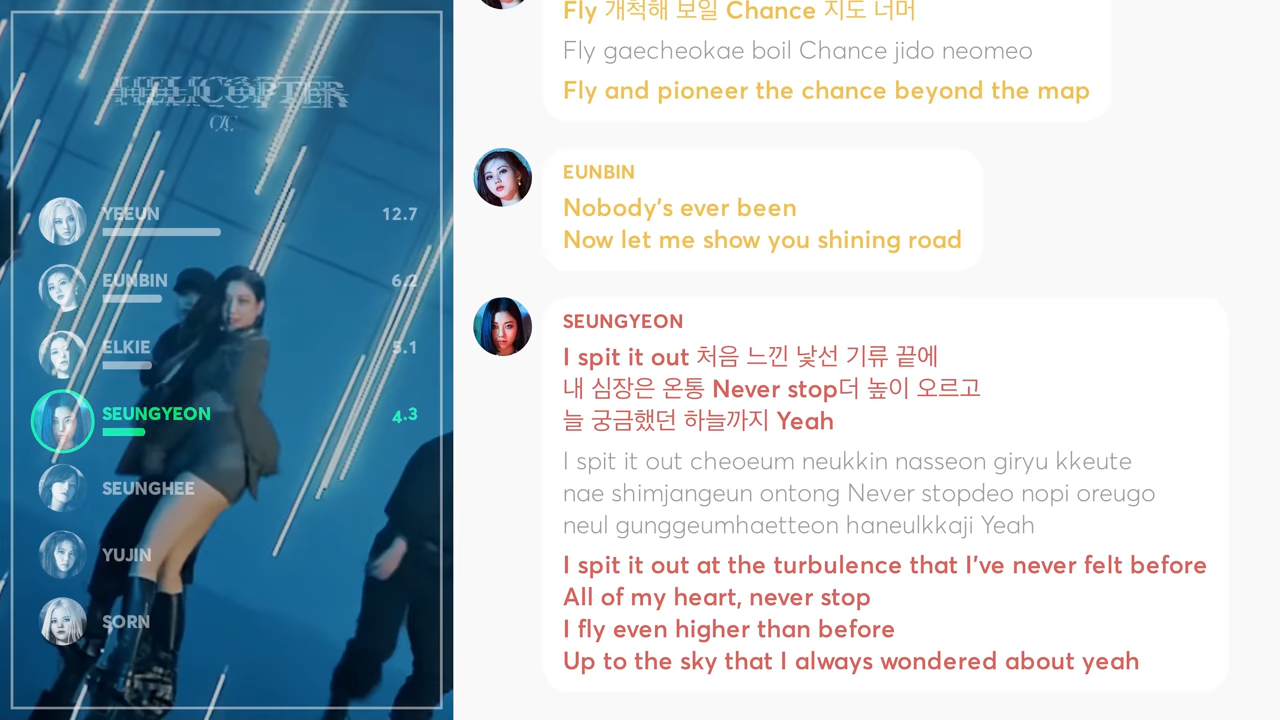 HELICOPTER
CLC
YEEUN 12.7
EUNBIN 6.2
ELKIE 5.1
SEUNGYEON 4.3
SEUNGHEE
YUJIN
SORN
Fly 개척해 보일 Chance 지도 너머
Fly gaecheokae boil Chance jido neomeo
Fly and pioneer the chance beyond the map
EUNBIN
Nobody's ever been
Now let me show you shining road
SEUNGYEON
I spit it out 처음 느낀 낯선 기류 끝에
내 심장은 온통 Never stop더 높이 오르고
늘 궁금했던 하늘까지 Yeah
I spit it out cheoeum neukkin nasseon giryu kkeute
nae shimjangeun ontong Never stopdeo nopi oreugo
neul gunggeumhaetteon haneulkkaji Yeah
I spit it out at the turbulence that I've never felt before
All of my heart, never stop
I fly even higher than before
Up to the sky that I always wondered about yeah